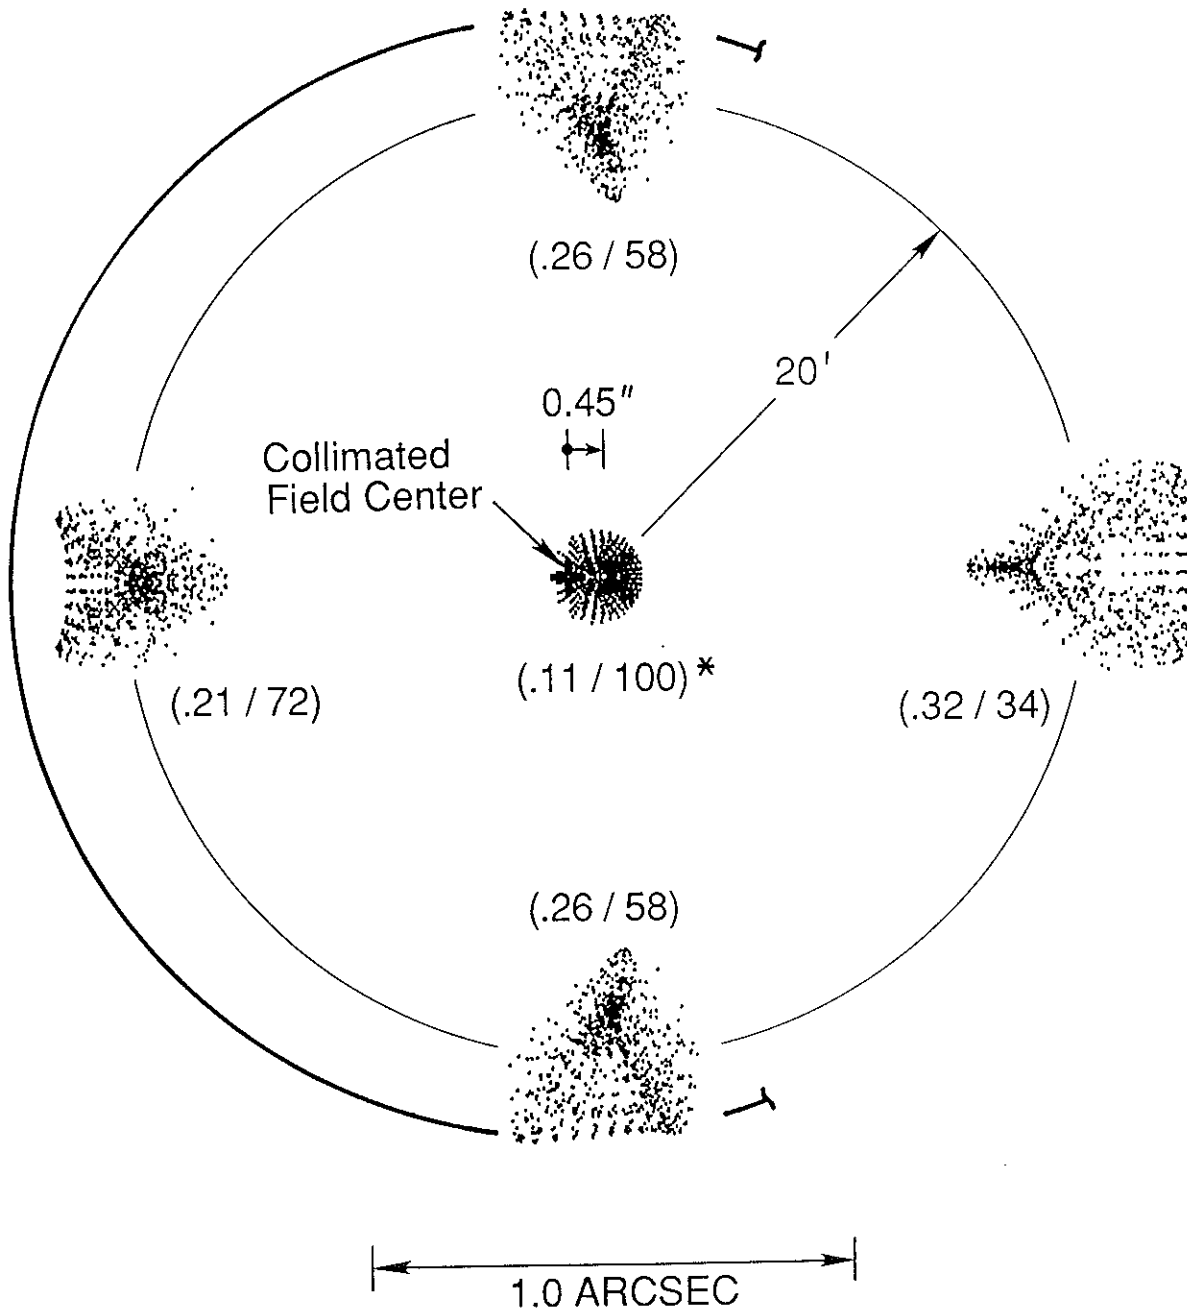 (.26 / 58)
20'
0.45"
Collimated
Field Center
(.11 / 100)*
(.21 / 72)
(.32 / 34)
(.26 / 58)
1.0 ARCSEC